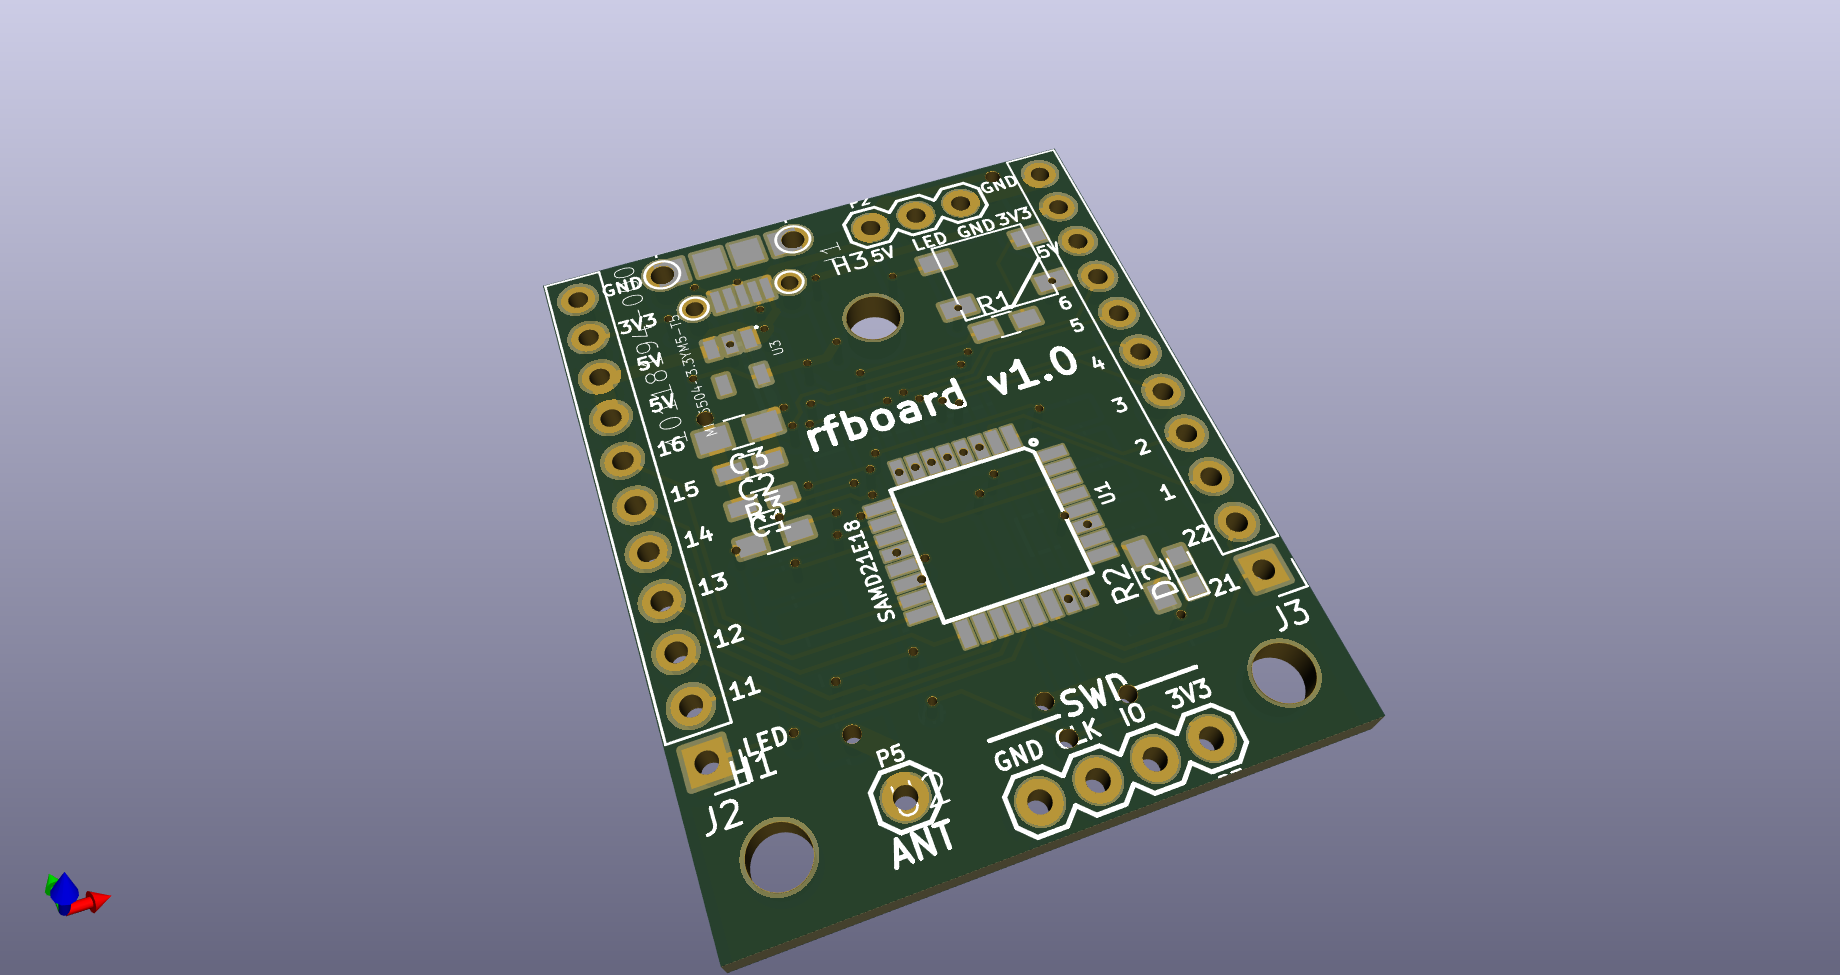 P2
GND
LED
GND
3V3
5V
H3
5V
R1
6
5
4
3
2
1
22
21
J3
GND
3V3
5V
5V
16
15
14
13
12
11
LED
H1
J2
U3
C3
C2
C1
rfboard v1.0
U1
SAMD21E18
R2
D2
SWD
GND
CLK
IO
3V3
P5
ANT